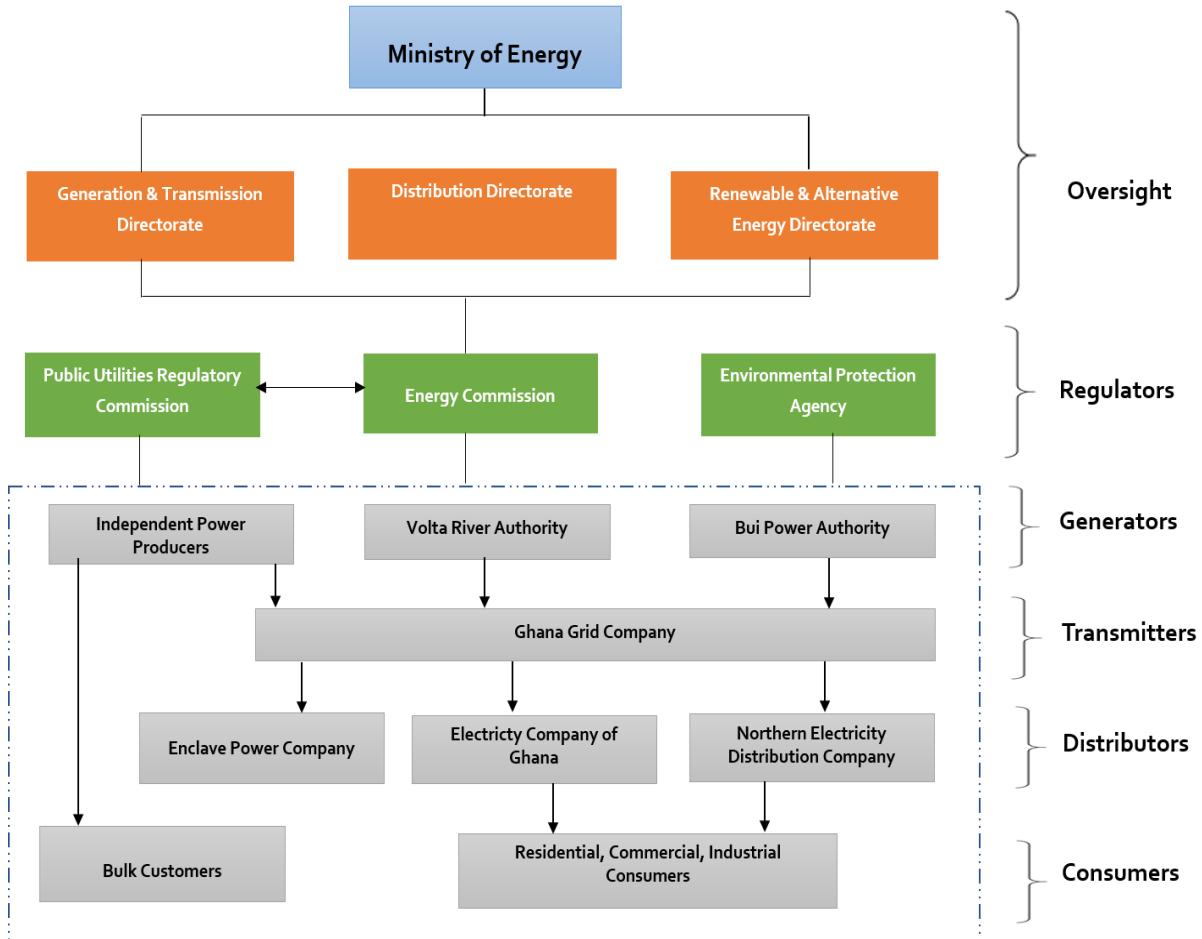 Ministry of Energy
Oversight
Generation & Transmission
Directorate
Distribution Directorate
Renewable & Alternative
Energy Directorate
Public Utilities Regulatory
Commission
Energy Commission
Environmental Protection
Agency
Regulators
Independent Power
Producers
Volta River Authority
Bui Power Authority
Generators
Ghana Grid Company
Transmitters
Enclave Power Company
Electricty Company of
Ghana
Northern Electricity
Distribution Company
Distributors
Bulk Customers
Residential, Commercial, Industrial
Consumers
Consumers